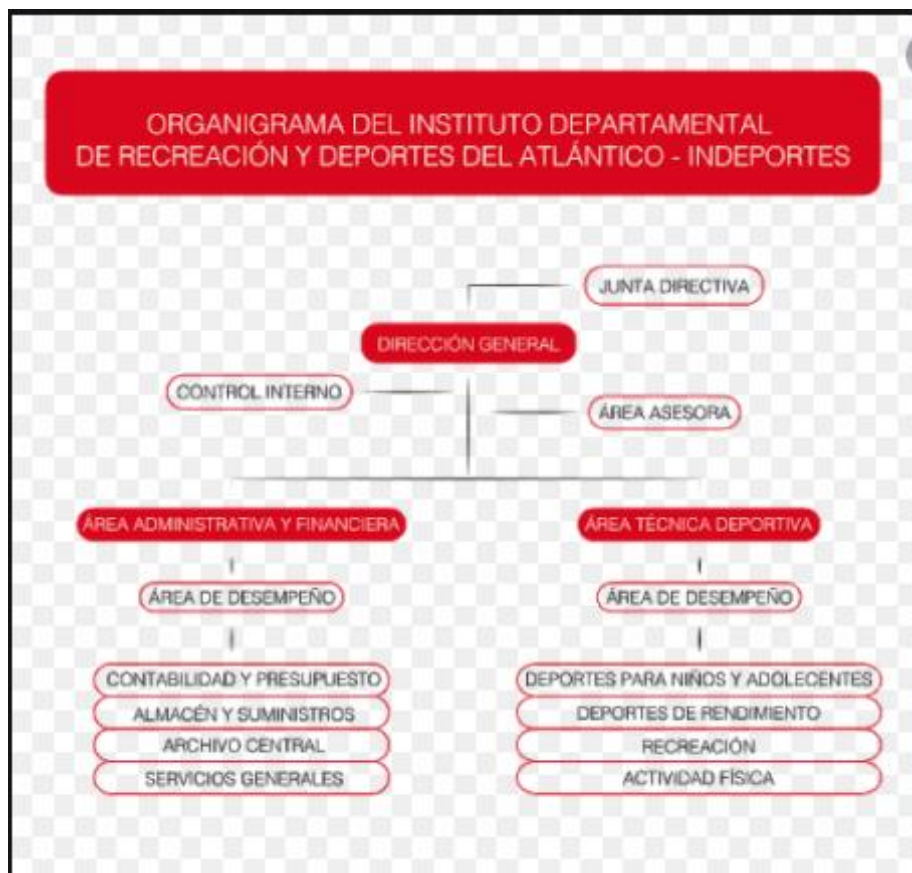 ORGANIGRAMA DEL INSTITUTO DEPARTAMENTAL
DE RECREACIÓN Y DEPORTES DEL ATLÁNTICO - INDEPORTES
JUNTA DIRECTIVA
DIRECCIÓN GENERAL
CONTROL INTERNO
ÁREA ASESORA
ÁREA ADMINISTRATIVA Y FINANCIERA
ÁREA TÉCNICA DEPORTIVA
ÁREA DE DESEMPEÑO
ÁREA DE DESEMPEÑO
CONTABILIDAD Y PRESUPUESTO
ALMACÉN Y SUMINISTROS
ARCHIVO CENTRAL
SERVICIOS GENERALES
DEPORTES PARA NIÑOS Y ADOLECENTES
DEPORTES DE RENDIMIENTO
RECREACIÓN
ACTIVIDAD FÍSICA